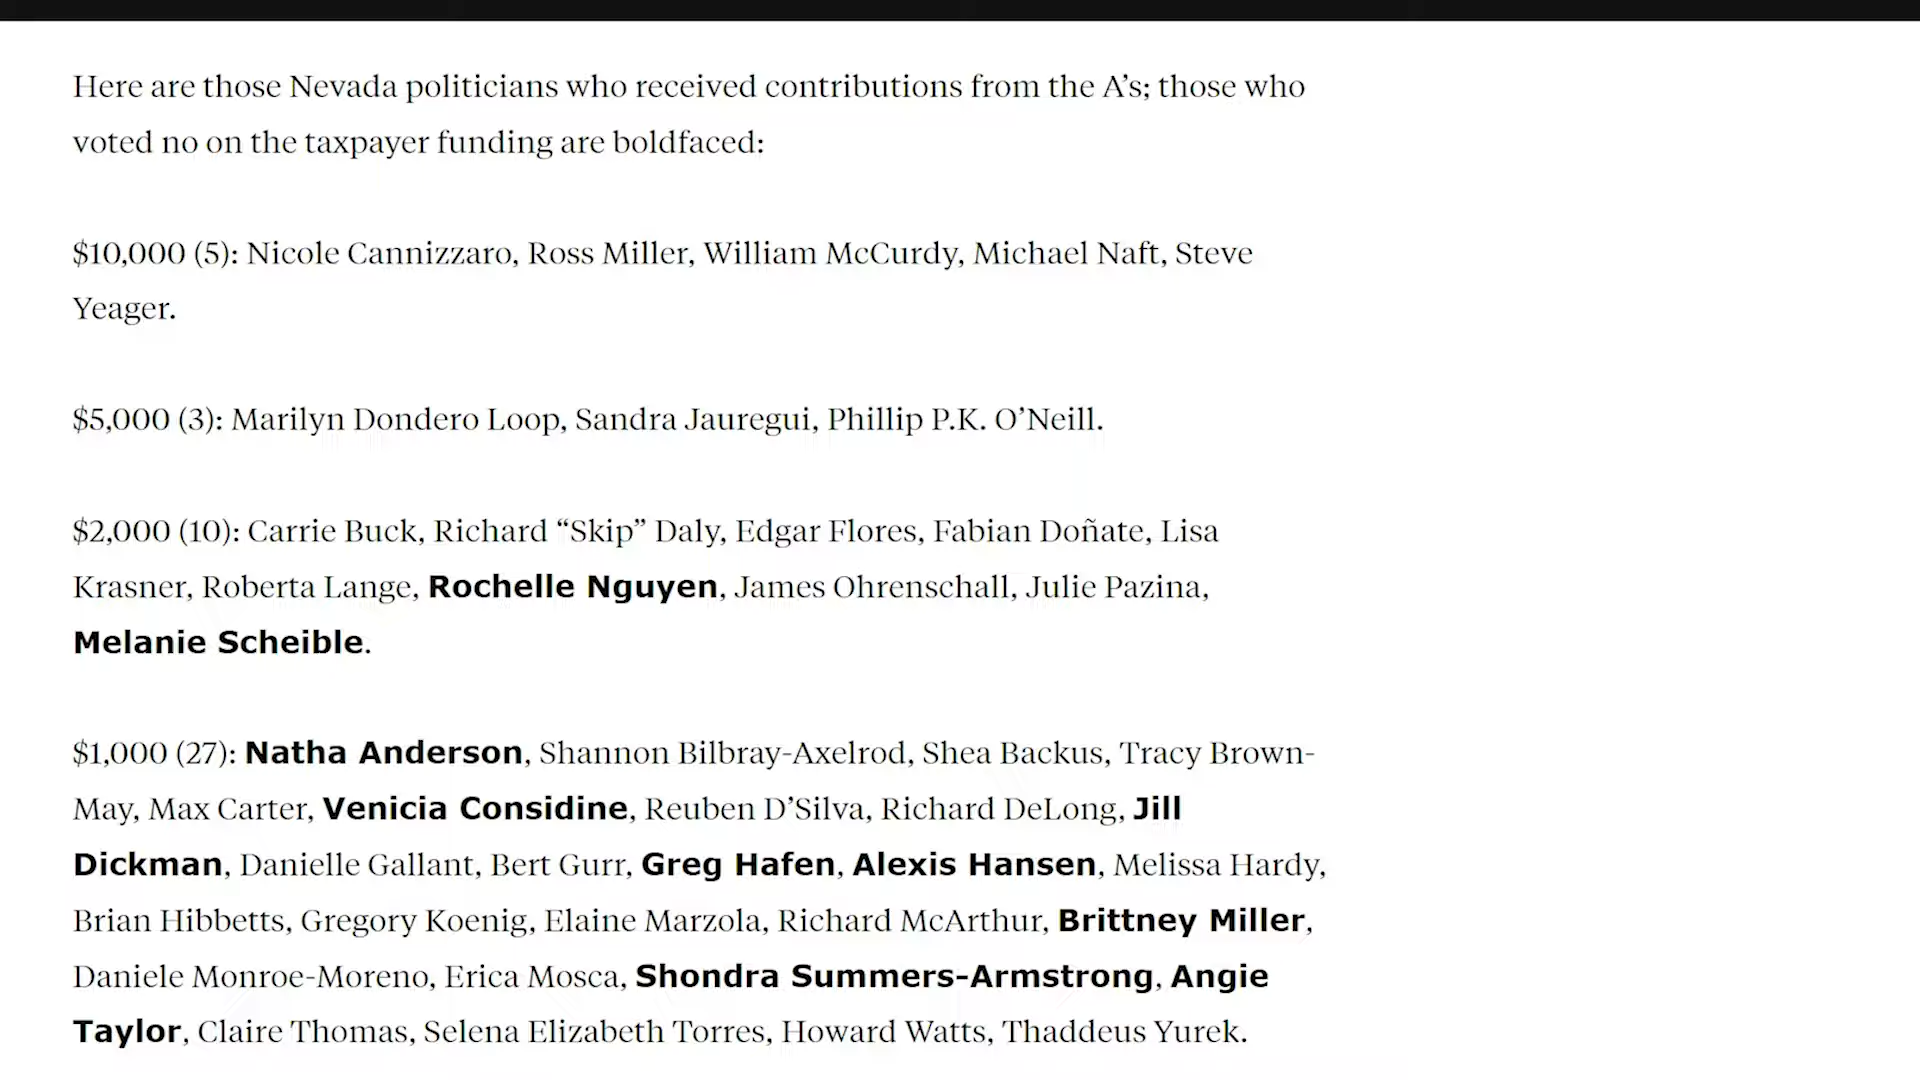 Here are those Nevada politicians who received contributions from the A’s; those who
voted no on the taxpayer funding are boldfaced:
$10,000 (5): Nicole Cannizzaro, Ross Miller, William McCurdy, Michael Naft, Steve
Yeager.
$5,000 (3): Marilyn Dondero Loop, Sandra Jauregui, Phillip P.K. O’Neill.
$2,000 (10): Carrie Buck, Richard “Skip” Daly, Edgar Flores, Fabian Doñate, Lisa
Krasner, Roberta Lange, Rochelle Nguyen, James Ohrenschall, Julie Pazina,
Melanie Scheible.
$1,000 (27): Natha Anderson, Shannon Bilbray-Axelrod, Shea Backus, Tracy Brown-
May, Max Carter, Venicia Considine, Reuben D’Silva, Richard DeLong, Jill
Dickman, Danielle Gallant, Bert Gurr, Greg Hafen, Alexis Hansen, Melissa Hardy,
Brian Hibbetts, Gregory Koenig, Elaine Marzola, Richard McArthur, Brittney Miller,
Daniele Monroe-Moreno, Erica Mosca, Shondra Summers-Armstrong, Angie
Taylor, Claire Thomas, Selena Elizabeth Torres, Howard Watts, Thaddeus Yurek.